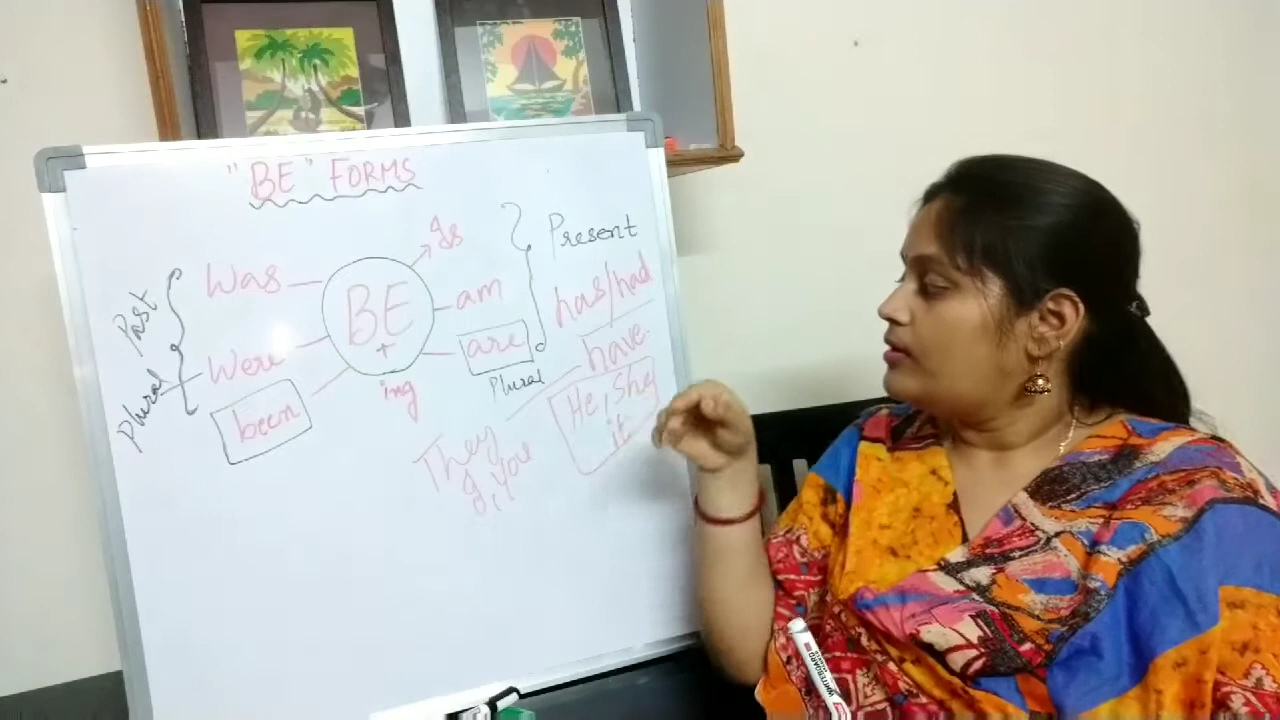 "BE" FORMS
Past
Plural
Was
Were
been
BE
+
ing
Is
am
are
Plural
Present
has/had
have.
He, She
it
They
I, You
WHITEBOARD